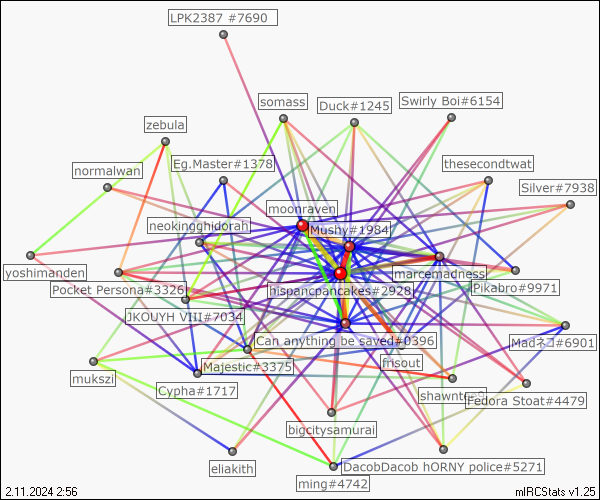 LPK2387 #7690
somass
Duck#1245
Swirly Boi#6154
zebula
Eg.Master#1378
thesecondtwat
normalwan
Silver#7938
moonraven
neokingghidorah
Mushy#1984
yoshimanden
marcemadness
Pocket Persona#3326
hispancpancakes#2928
Pikabro#9971
JKOUYH VIII#7034
Can anything be saved#0396
Madネコ#6901
Majestic#3375
frisout
mukszi
Cypha#1717
Fedora Stoat#4479
bigcitysamurai
eliakith
DacobDacob hORNY police#5271
ming#4742
2.11.2024 2:56
mIRCStats v1.25